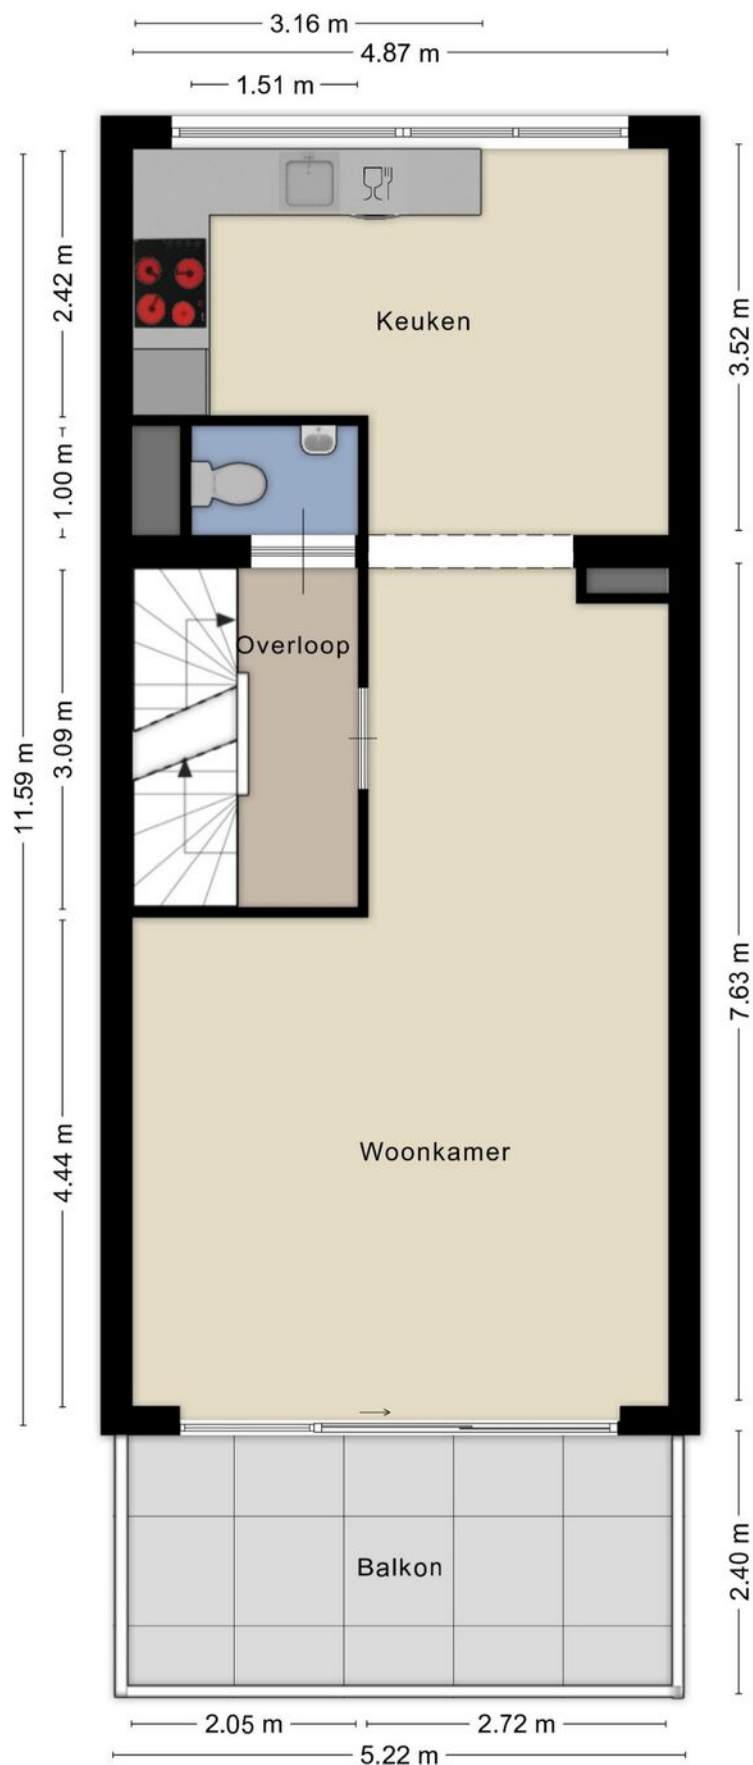 3.16 m
4.87 m
1.51 m
2.42 m
3.52 m
Keuken
1.00 m
Overloop
3.09 m
11.59 m
7.63 m
4.44 m
Woonkamer
Balkon
2.40 m
2.05 m
2.72 m
5.22 m